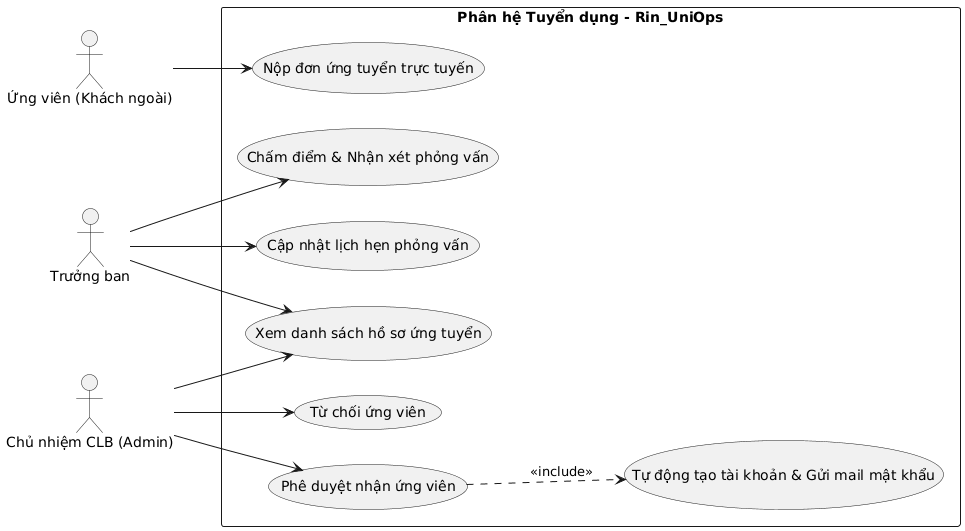 Phân hệ Tuyển dụng - Rin_UniOps
Nộp đơn ứng tuyển trực tuyến
Ứng viên (Khách ngoài)
Chấm điểm & Nhận xét phỏng vấn
Cập nhật lịch hẹn phỏng vấn
Trưởng ban
Xem danh sách hồ sơ ứng tuyển
Từ chối ứng viên
Chủ nhiệm CLB (Admin)
Phê duyệt nhận ứng viên
«include»
Tự động tạo tài khoản & Gửi mail mật khẩu